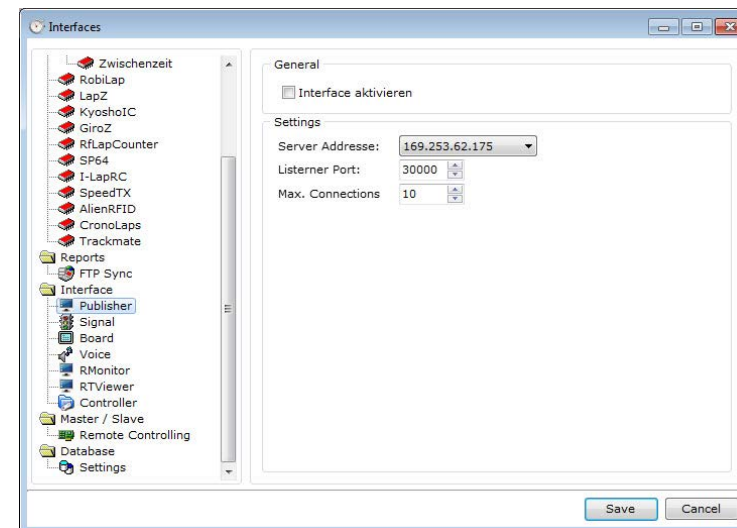 Interfaces
Zwischenzeit
RobiLap
LapZ
KyoshoIC
GiroZ
RfLapCounter
SP64
I-LapRC
SpeedTX
AlienRFID
CronoLaps
Trackmate
Reports
FTP Sync
Interface
Publisher
Signal
Board
Voice
RMonitor
RTViewer
Controller
Master / Slave
Remote Controlling
Database
Settings
General
Interface aktivieren
Settings
Server Addresse: 169.253.62.175
Listerner Port: 30000
Max. Connections 10
Save Cancel